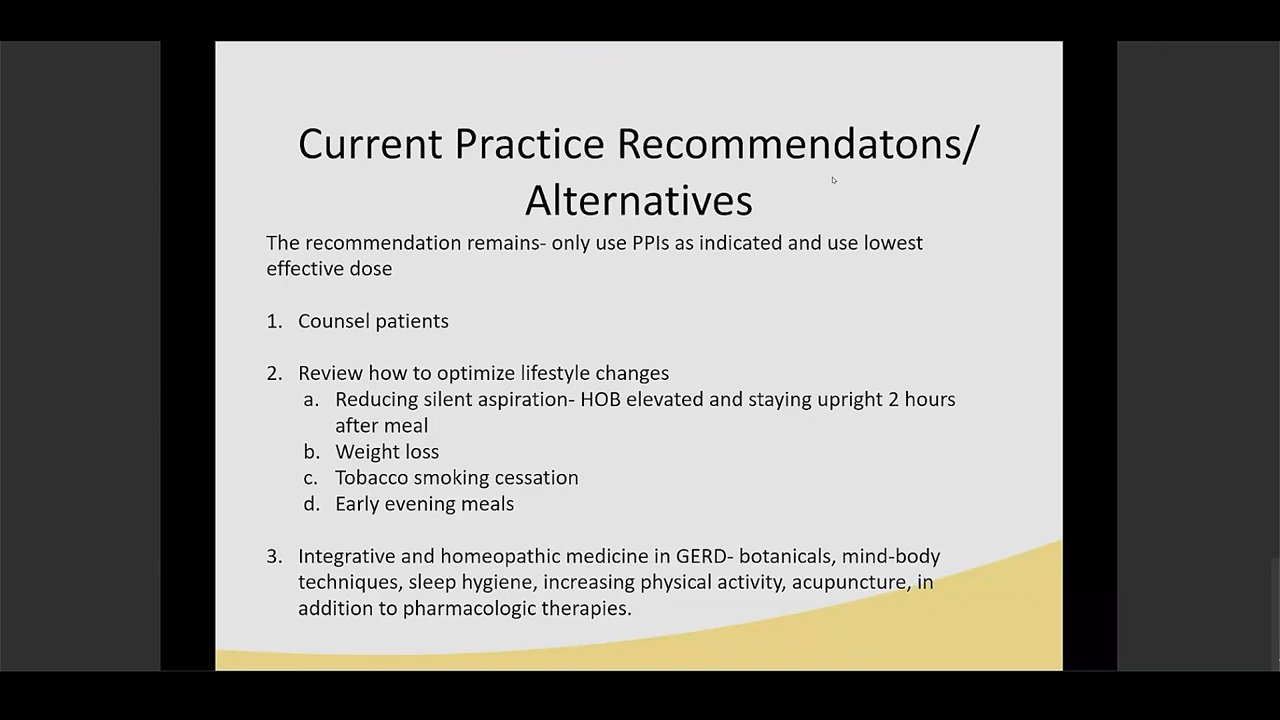 Current Practice Recommendatons/
Alternatives
The recommendation remains- only use PPIs as indicated and use lowest
effective dose
1. Counsel patients
2. Review how to optimize lifestyle changes
a. Reducing silent aspiration- HOB elevated and staying upright 2 hours
after meal
b. Weight loss
c. Tobacco smoking cessation
d. Early evening meals
3. Integrative and homeopathic medicine in GERD- botanicals, mind-body
techniques, sleep hygiene, increasing physical activity, acupuncture, in
addition to pharmacologic therapies.